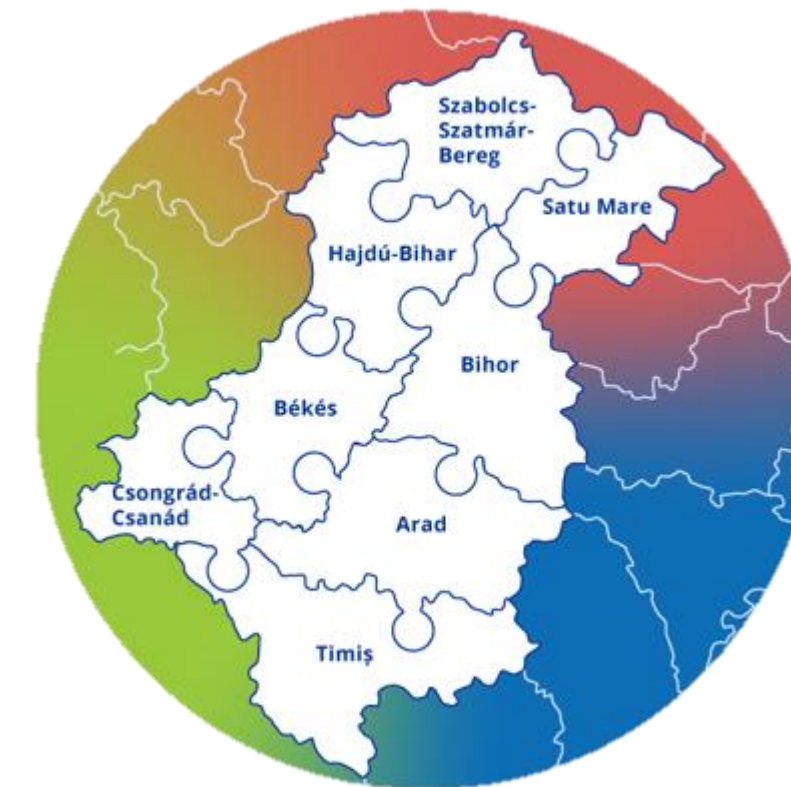 Szabolcs-
Szatmár-
Bereg
Satu Mare
Hajdú-Bihar
Bihor
Békés
Csongrád-
Csanád
Arad
Timiș